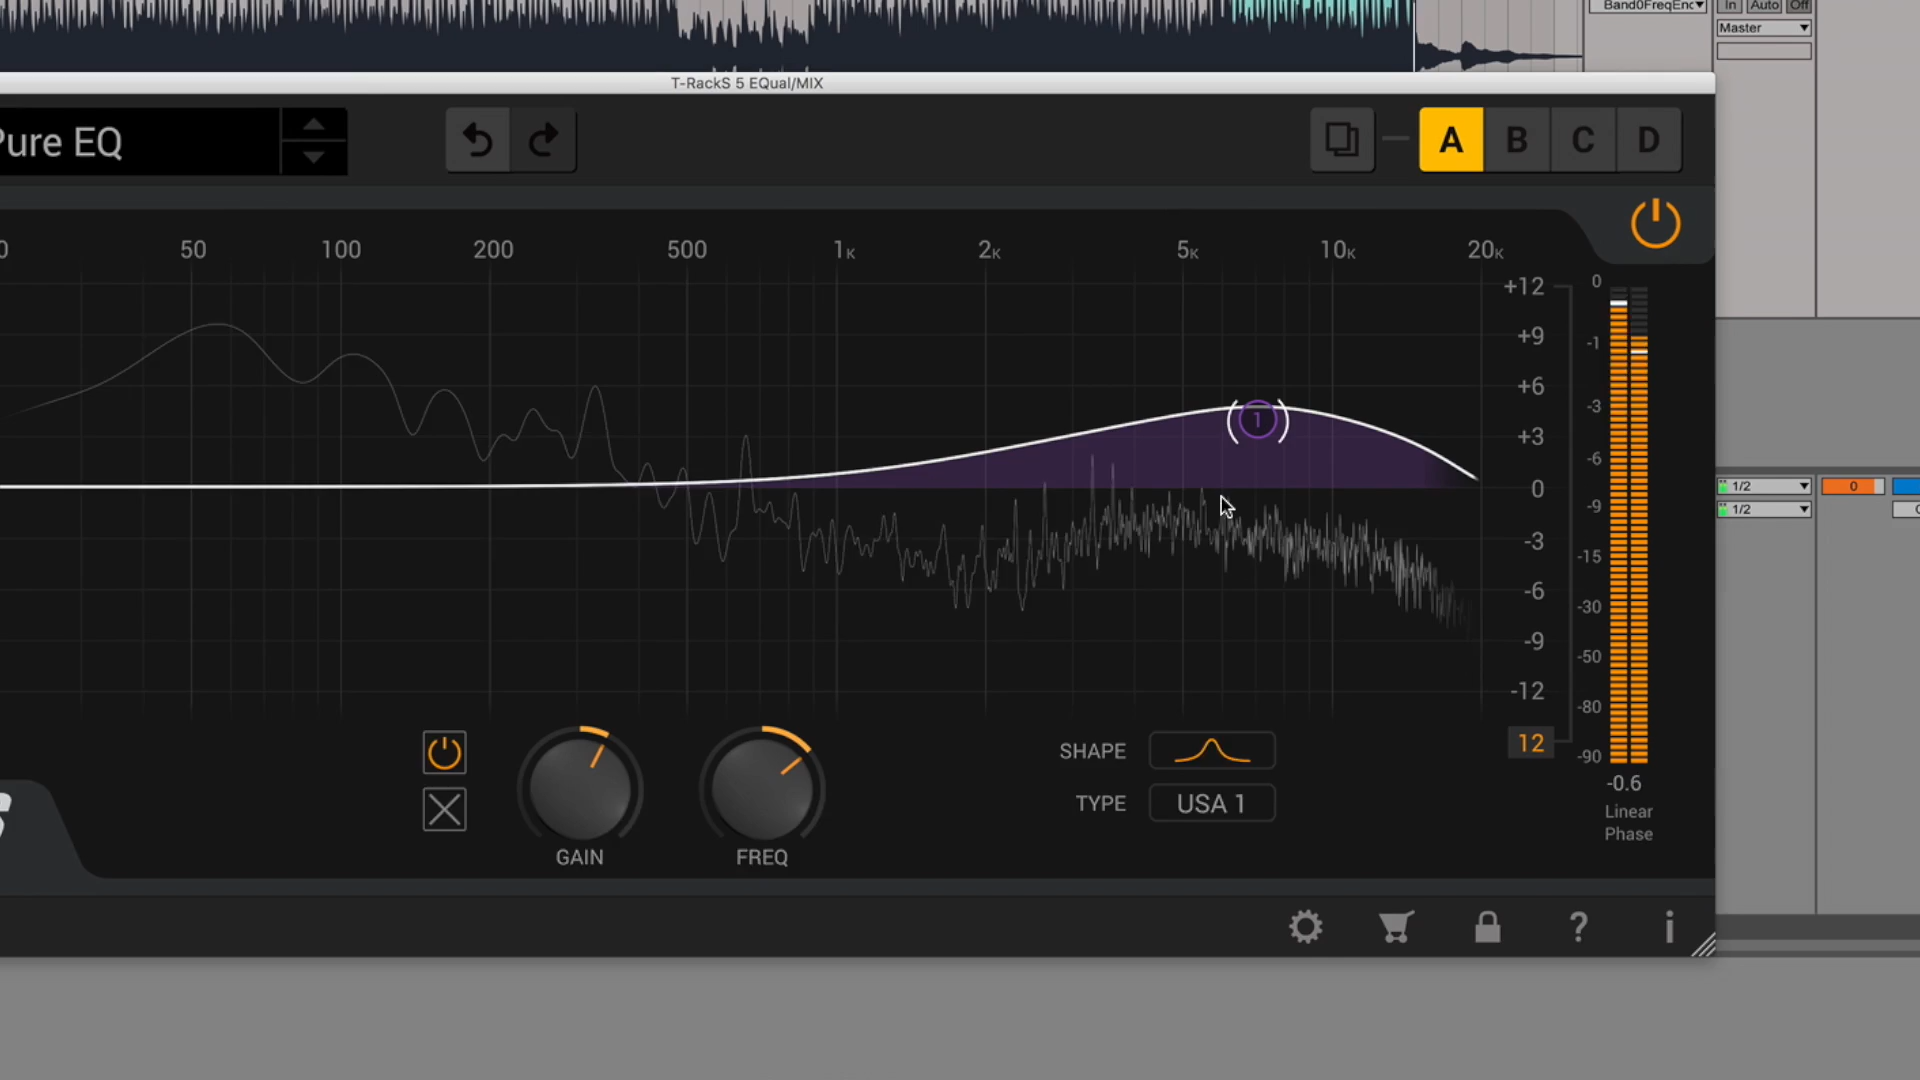 BandoFreqEnc
In Auto Off
Master
T-RackS 5 EQual/MIX
Pure EQ
A B C D
0 50 100 200 500 1K 2K 5K 10K 20K
+12
+9
+6
+3
0
-3
-6
-9
-12
12
0
-1
-3
-6
-9
-15
-30
-50
-80
-90
-0.6
Linear
Phase
1
1/2
0
1/2
SHAPE
TYPE USA 1
GAIN FREQ
? i